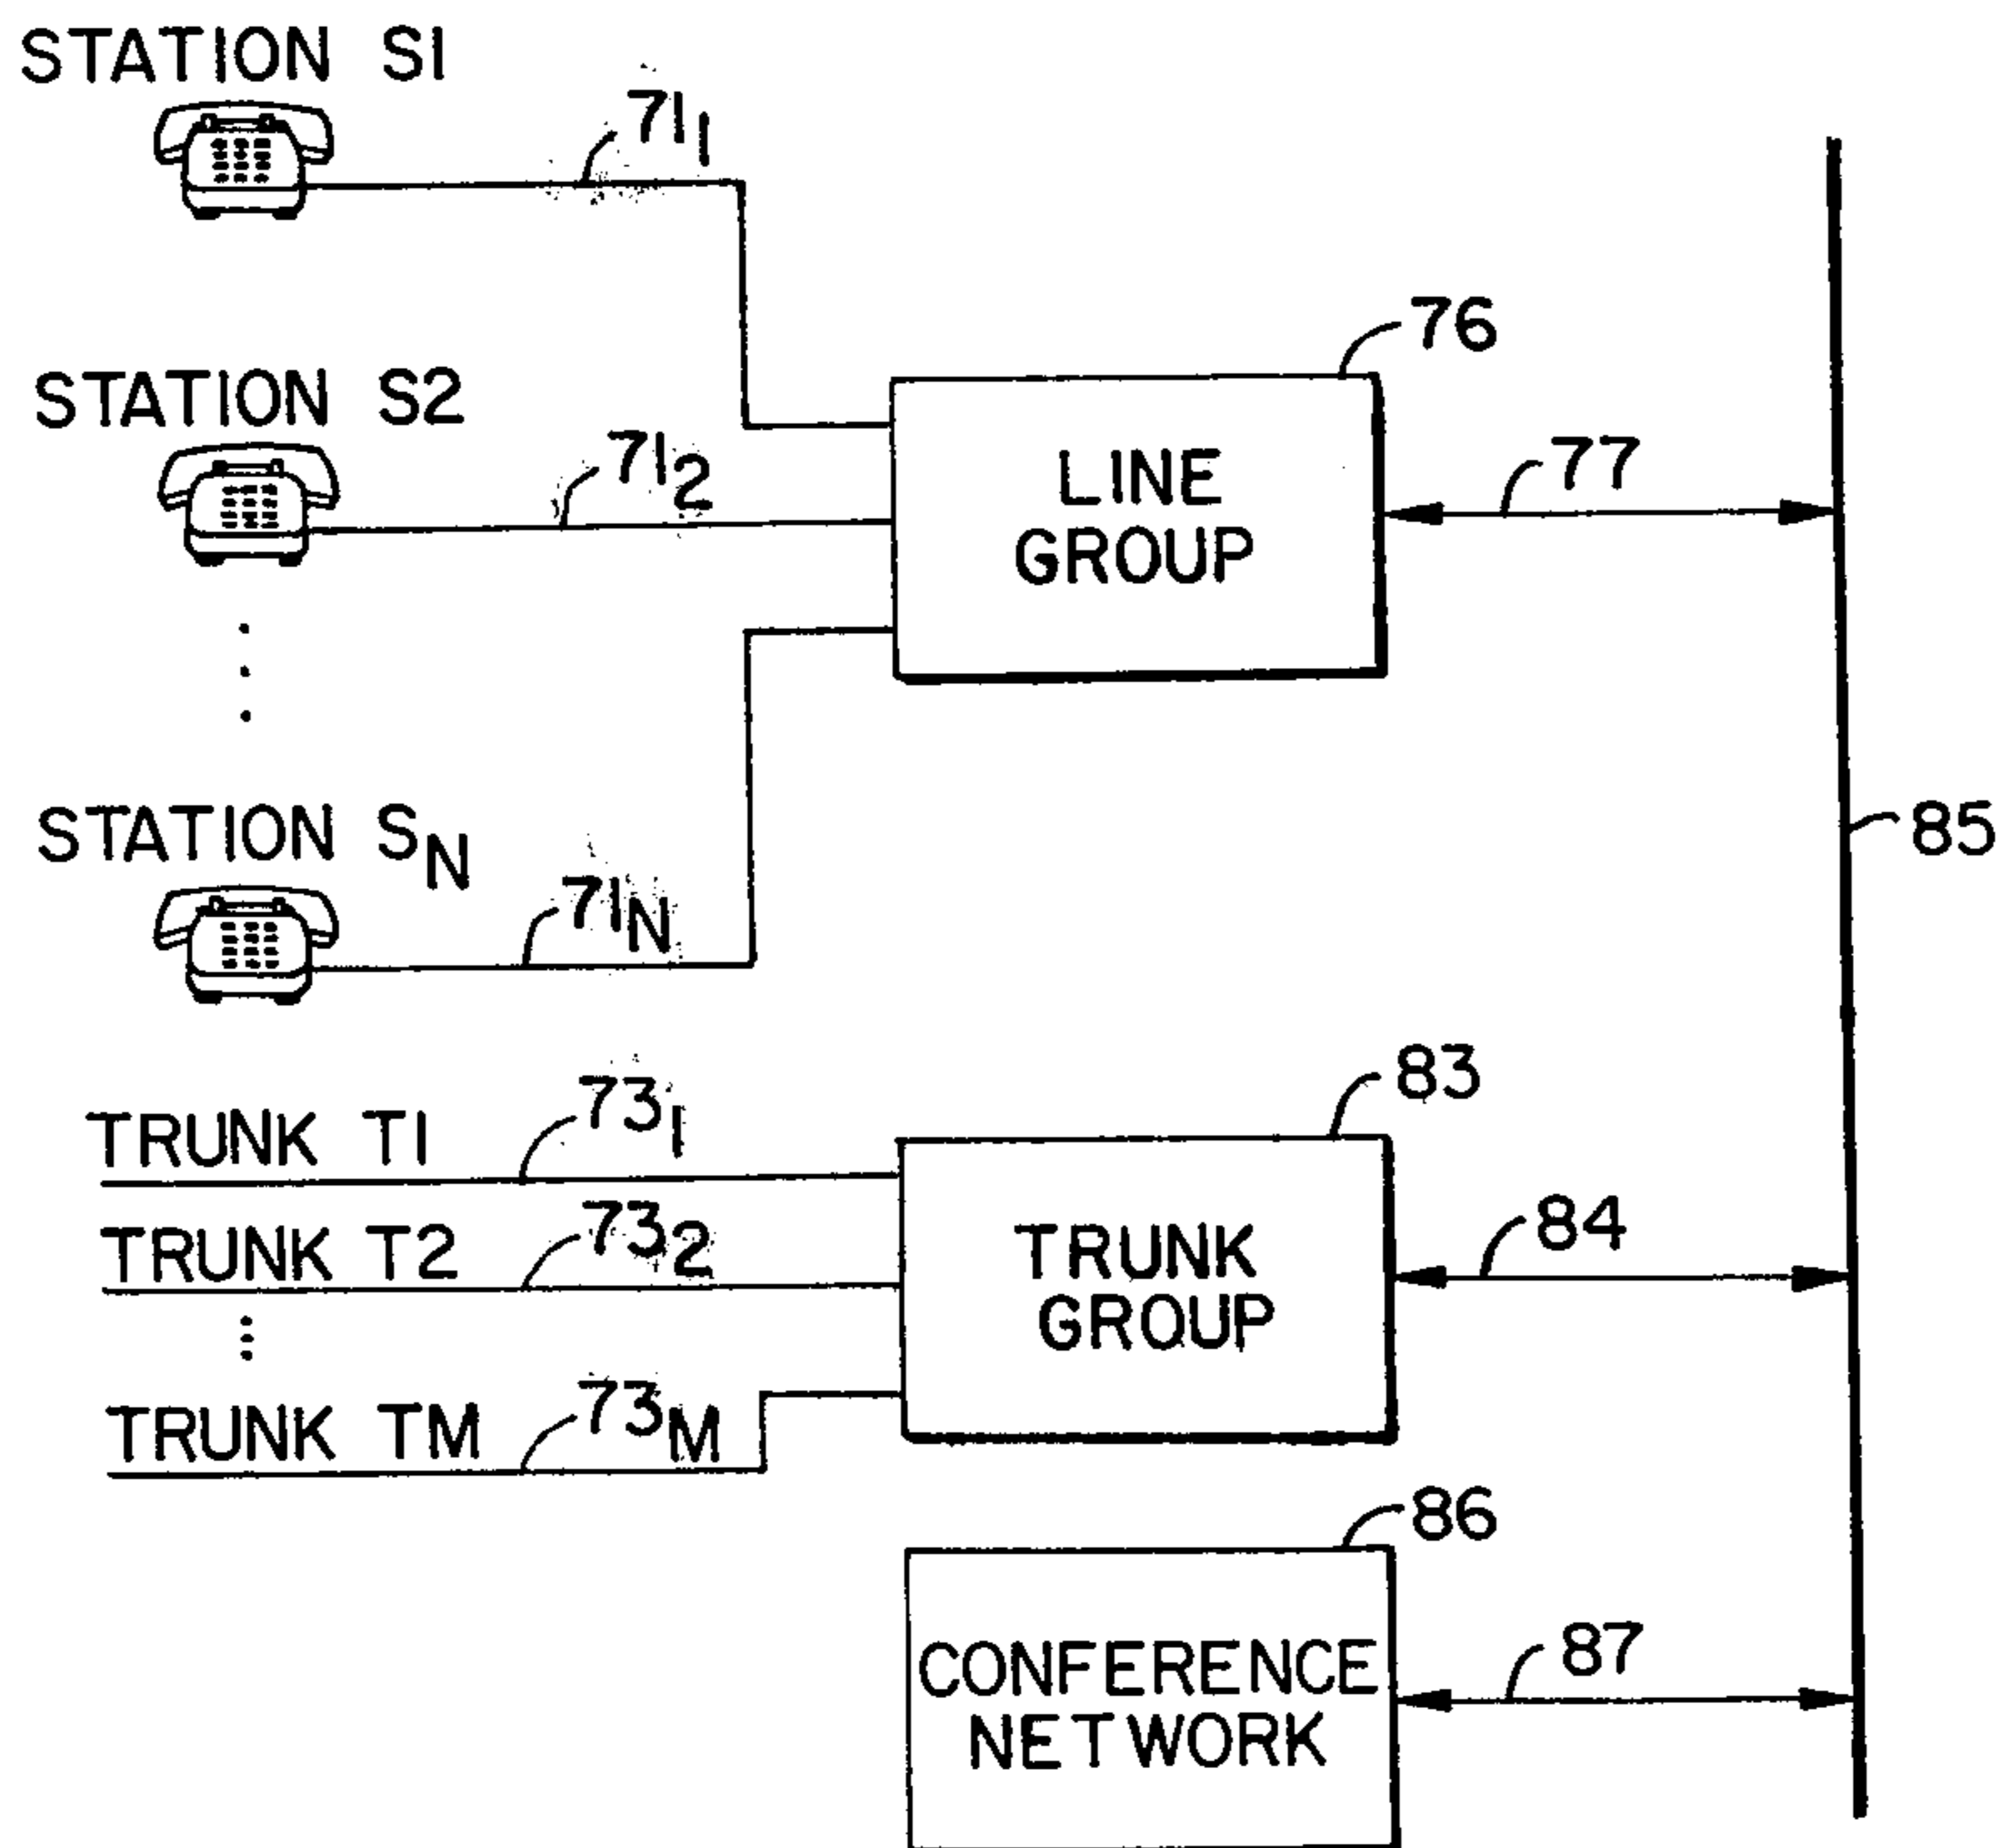 STATION S1
71₁
STATION S2
71₂
76
LINE
GROUP
77
STATION S_N
71_N
85
TRUNK T1
73₁
83
TRUNK T2
73₂
TRUNK
GROUP
84
TRUNK TM
73_M
86
CONFERENCE
NETWORK
87